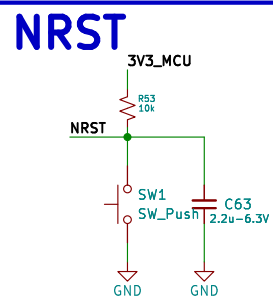 NRST
3V3_MCU
R53
10k
NRST
SW1
SW_Push
C63
2.2u-6.3V
GND
GND